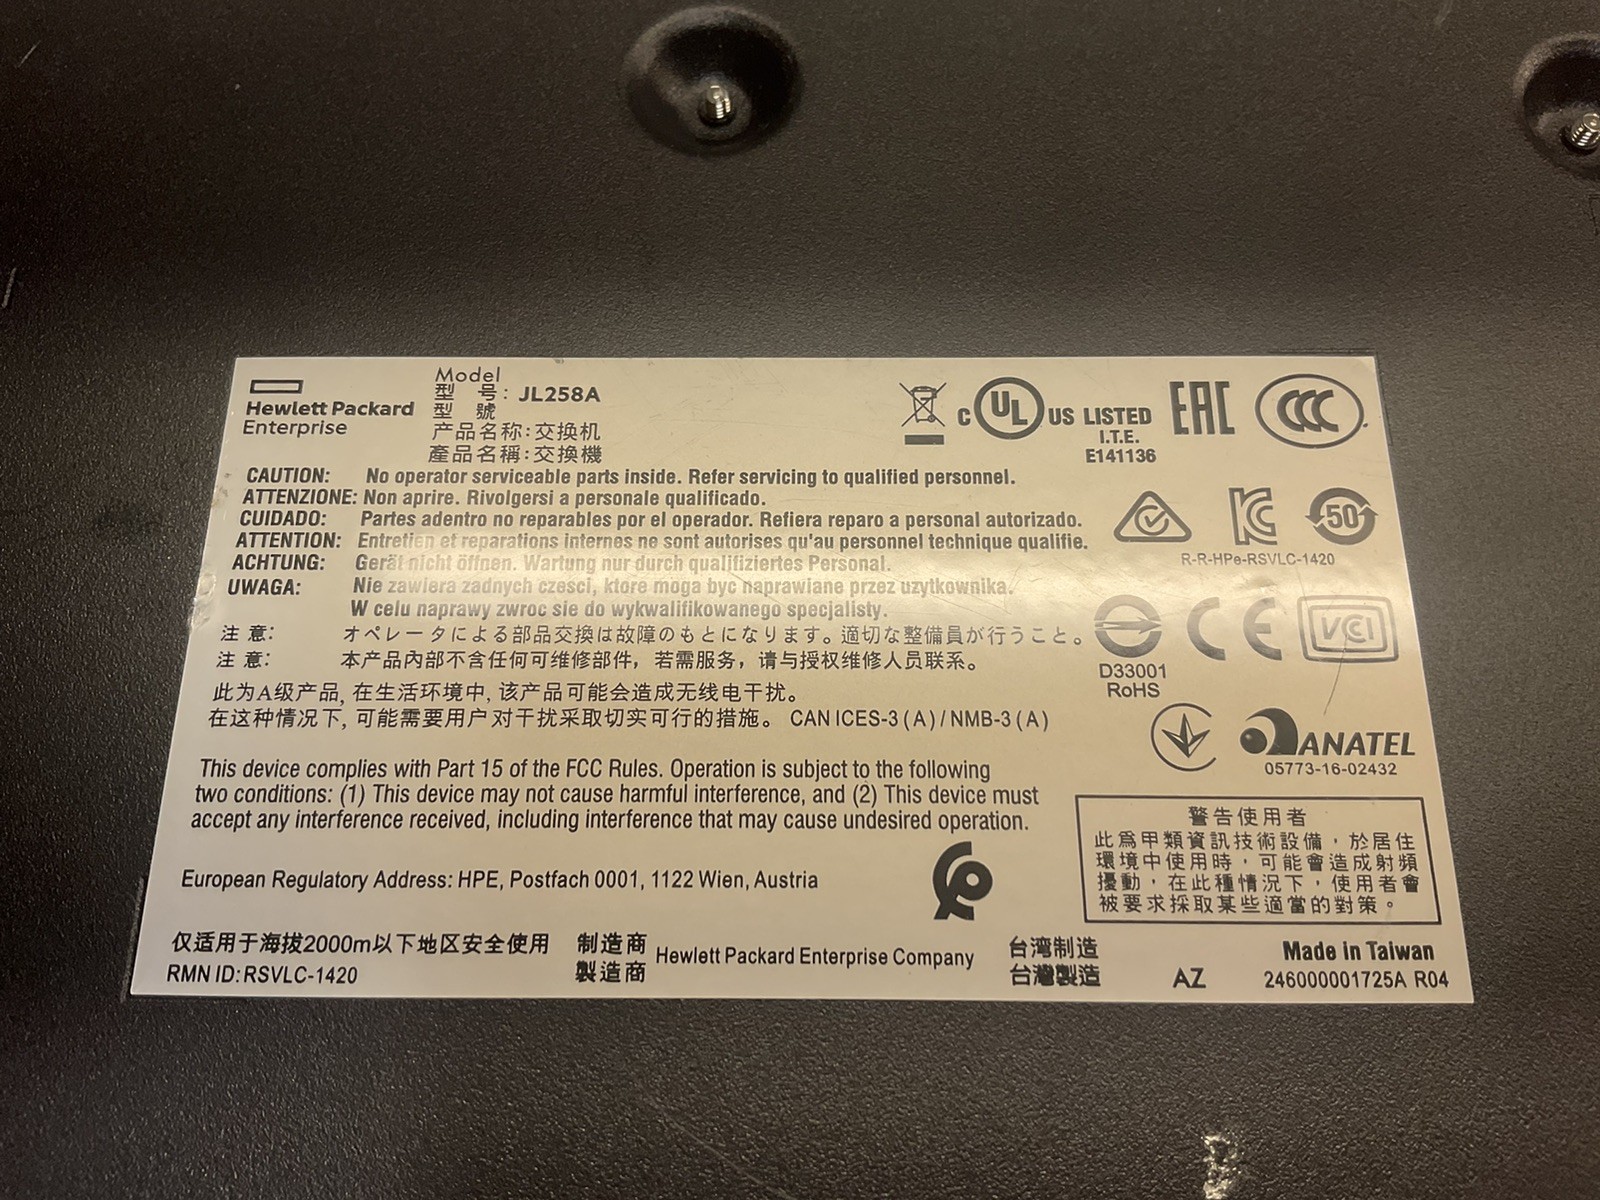 Hewlett Packard
Enterprise
Model
型 号: JL258A
型 號
产品名称:交换机
產品名稱:交換機
c UL US LISTED
I.T.E.
E141136
EAC
CCC
CAUTION: No operator serviceable parts inside. Refer servicing to qualified personnel.
ATTENZIONE: Non aprire. Rivolgersi a personale qualificado.
CUIDADO: Partes adentro no reparables por el operador. Refiera reparo a personal autorizado.
ATTENTION: Entretien et reparations internes ne sont autorises qu'au personnel technique qualifie.
ACHTUNG: Gerät nicht öffnen. Wartung nur durch qualifiziertes Personal.
UWAGA: Nie zawiera zadnych czesci, ktore moga byc naprawiane przez uzytkownika.
W celu naprawy zwroc sie do wykwalifikowanego specjalisty.
注 意: オペレータによる部品交換は故障のもとになります。適切な整備員が行うこと。
注 意: 本产品内部不含任何可维修部件，若需服务，请与授权维修人员联系。
此为A级产品, 在生活环境中, 该产品可能会造成无线电干扰。
在这种情况下, 可能需要用户对干扰采取切实可行的措施。 CAN ICES-3 (A) / NMB-3 (A)
KC
50
R-R-HPe-RSVLC-1420
D33001
RoHS
CE
VCCI
ANATEL
05773-16-02432
This device complies with Part 15 of the FCC Rules. Operation is subject to the following
two conditions: (1) This device may not cause harmful interference, and (2) This device must
accept any interference received, including interference that may cause undesired operation.
警告使用者
此為甲類資訊技術設備，於居住
環境中使用時，可能會造成射頻
擾動，在此種情況下，使用者會
被要求採取某些適當的對策。
European Regulatory Address: HPE, Postfach 0001, 1122 Wien, Austria
仅适用于海拔2000m以下地区安全使用
RMN ID: RSVLC-1420
制造商
製造商
Hewlett Packard Enterprise Company
台湾制造
台灣製造
AZ
Made in Taiwan
246000001725A R04